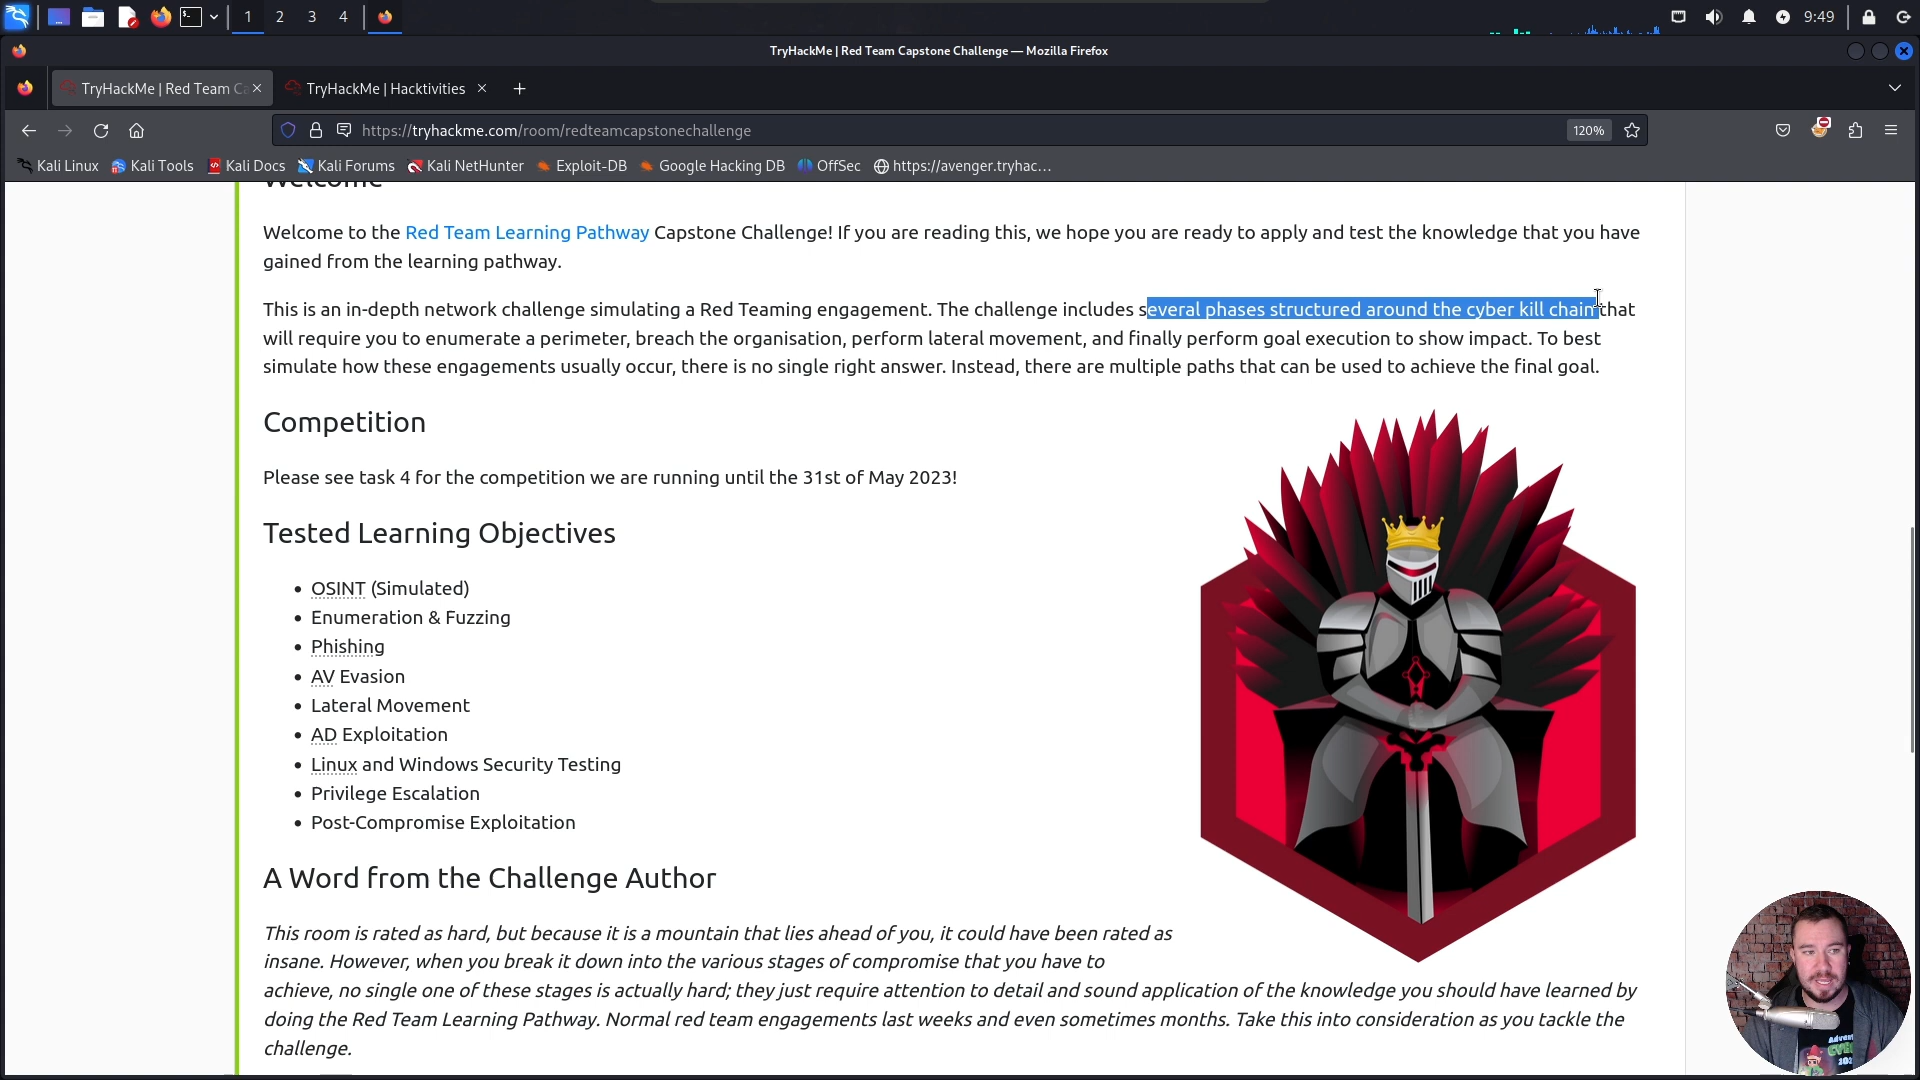 1 2 3 4 9:49
TryHackMe | Red Team Capstone Challenge — Mozilla Firefox
TryHackMe | Red Team Ca TryHackMe | Hacktivities
https://tryhackme.com/room/redteamcapstonechallenge 120%
Kali Linux Kali Tools Kali Docs Kali Forums Kali NetHunter Exploit-DB Google Hacking DB OffSec https://avenger.tryhac…
Welcome
Welcome to the Red Team Learning Pathway Capstone Challenge! If you are reading this, we hope you are ready to apply and test the knowledge that you have
gained from the learning pathway.
This is an in-depth network challenge simulating a Red Teaming engagement. The challenge includes several phases structured around the cyber kill chain that
will require you to enumerate a perimeter, breach the organisation, perform lateral movement, and finally perform goal execution to show impact. To best
simulate how these engagements usually occur, there is no single right answer. Instead, there are multiple paths that can be used to achieve the final goal.
Competition
Please see task 4 for the competition we are running until the 31st of May 2023!
Tested Learning Objectives
• OSINT (Simulated)
• Enumeration & Fuzzing
• Phishing
• AV Evasion
• Lateral Movement
• AD Exploitation
• Linux and Windows Security Testing
• Privilege Escalation
• Post-Compromise Exploitation
A Word from the Challenge Author
This room is rated as hard, but because it is a mountain that lies ahead of you, it could have been rated as
insane. However, when you break it down into the various stages of compromise that you have to
achieve, no single one of these stages is actually hard; they just require attention to detail and sound application of the knowledge you should have learned by
doing the Red Team Learning Pathway. Normal red team engagements last weeks and even sometimes months. Take this into consideration as you tackle the
challenge.